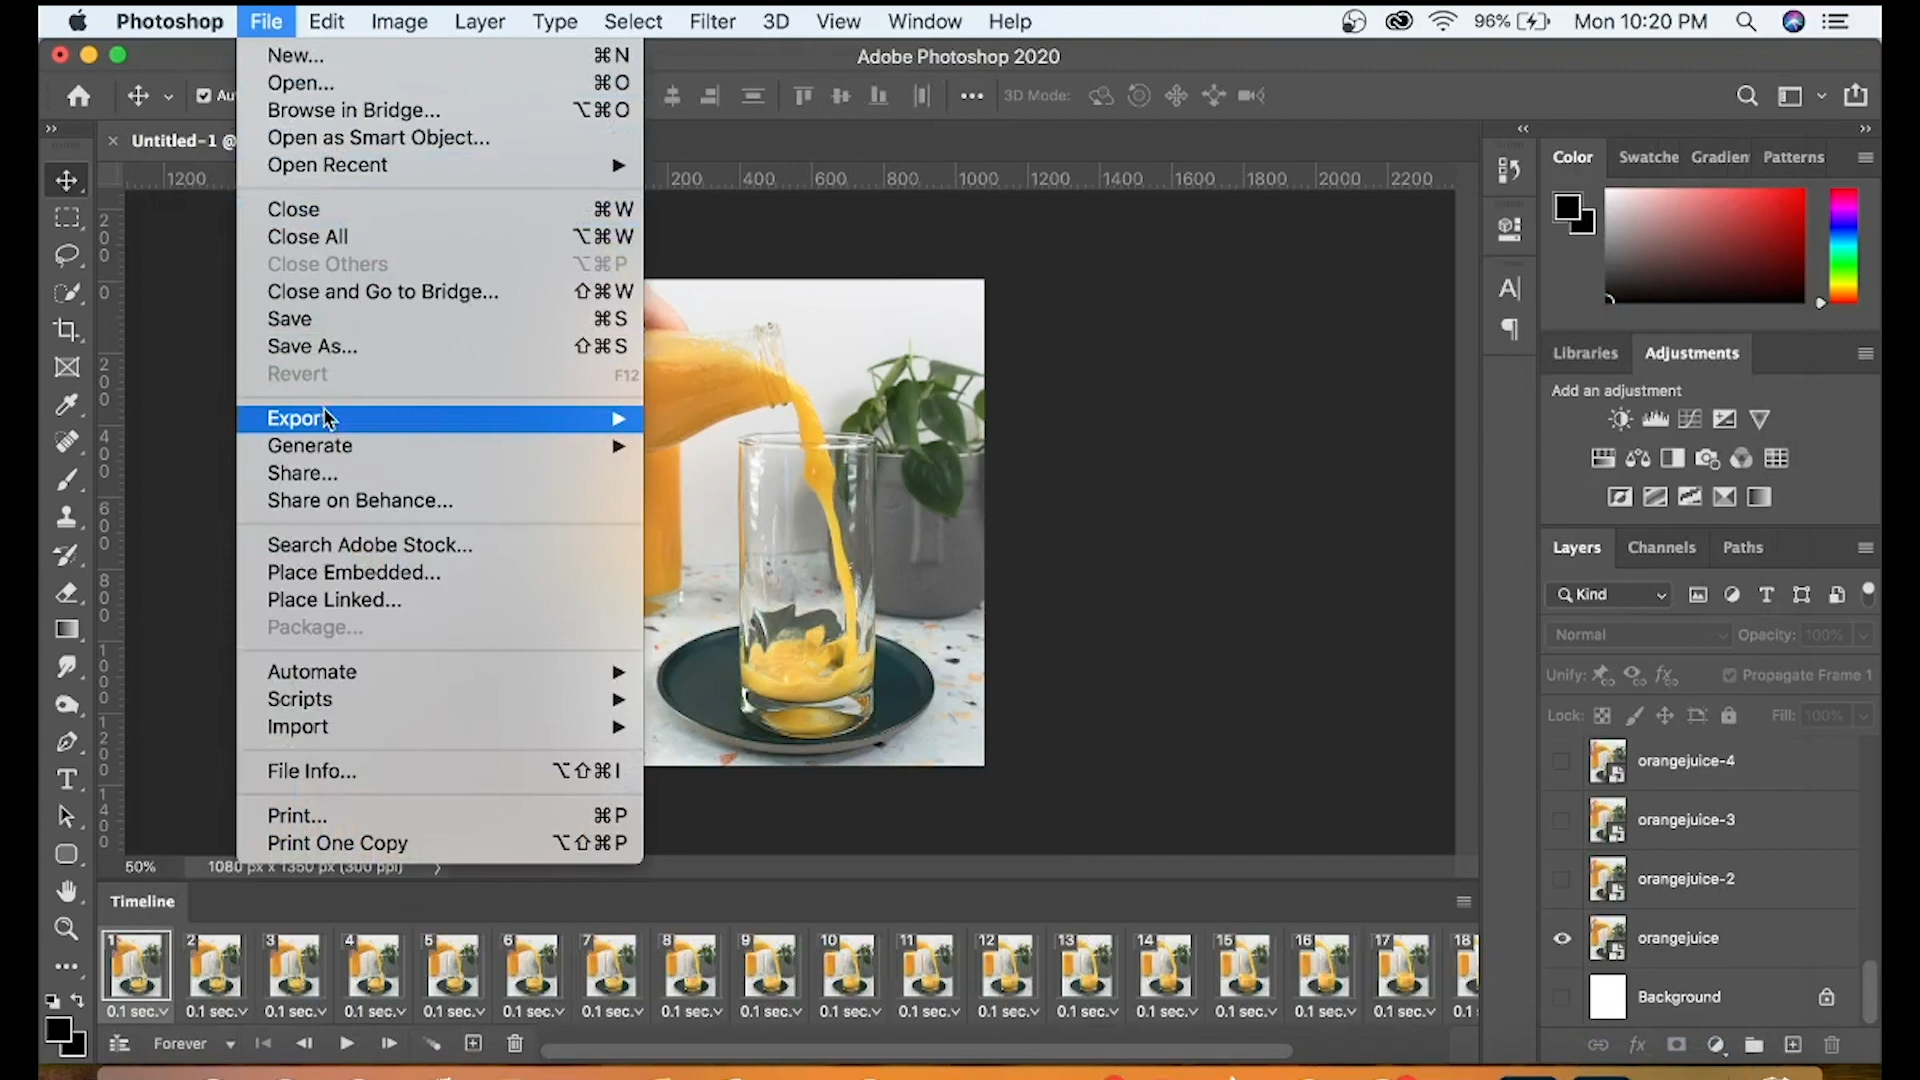 Photoshop File Edit Image Layer Type Select Filter 3D View Window Help 96% Mon 10:20 PM
Adobe Photoshop 2020
New... ⌘N
Open... ⌘O
Browse in Bridge... ⌥⌘O
Open as Smart Object...
Open Recent
Close ⌘W
Close All ⌥⌘W
Close Others ⌥⌘P
Close and Go to Bridge... ⇧⌘W
Save ⌘S
Save As... ⇧⌘S
Revert F12
Export
Generate
Share...
Share on Behance...
Search Adobe Stock...
Place Embedded...
Place Linked...
Package...
Automate
Scripts
Import
File Info... ⌥⇧⌘I
Print... ⌘P
Print One Copy ⌥⇧⌘P
3D Mode:
Untitled-1 @
1200 200 400 600 800 1000 1200 1400 1600 1800 2000 2200
200
0
200
400
600
800
1000
1200
1400
50% 1080 px x 1350 px (300 ppi)
Color Swatche Gradien Patterns
Libraries Adjustments
Add an adjustment
Layers Channels Paths
Kind
Normal Opacity: 100%
Unify: Propagate Frame 1
Lock: Fill: 100%
orangejuice-4
orangejuice-3
orangejuice-2
orangejuice
Background
Timeline
1 2 3 4 5 6 7 8 9 10 11 12 13 14 15 16 17 18
0.1 sec. 0.1 sec. 0.1 sec. 0.1 sec. 0.1 sec. 0.1 sec. 0.1 sec. 0.1 sec. 0.1 sec. 0.1 sec. 0.1 sec. 0.1 sec. 0.1 sec. 0.1 sec. 0.1 sec. 0.1 sec. 0.1 sec. 0.1
Forever